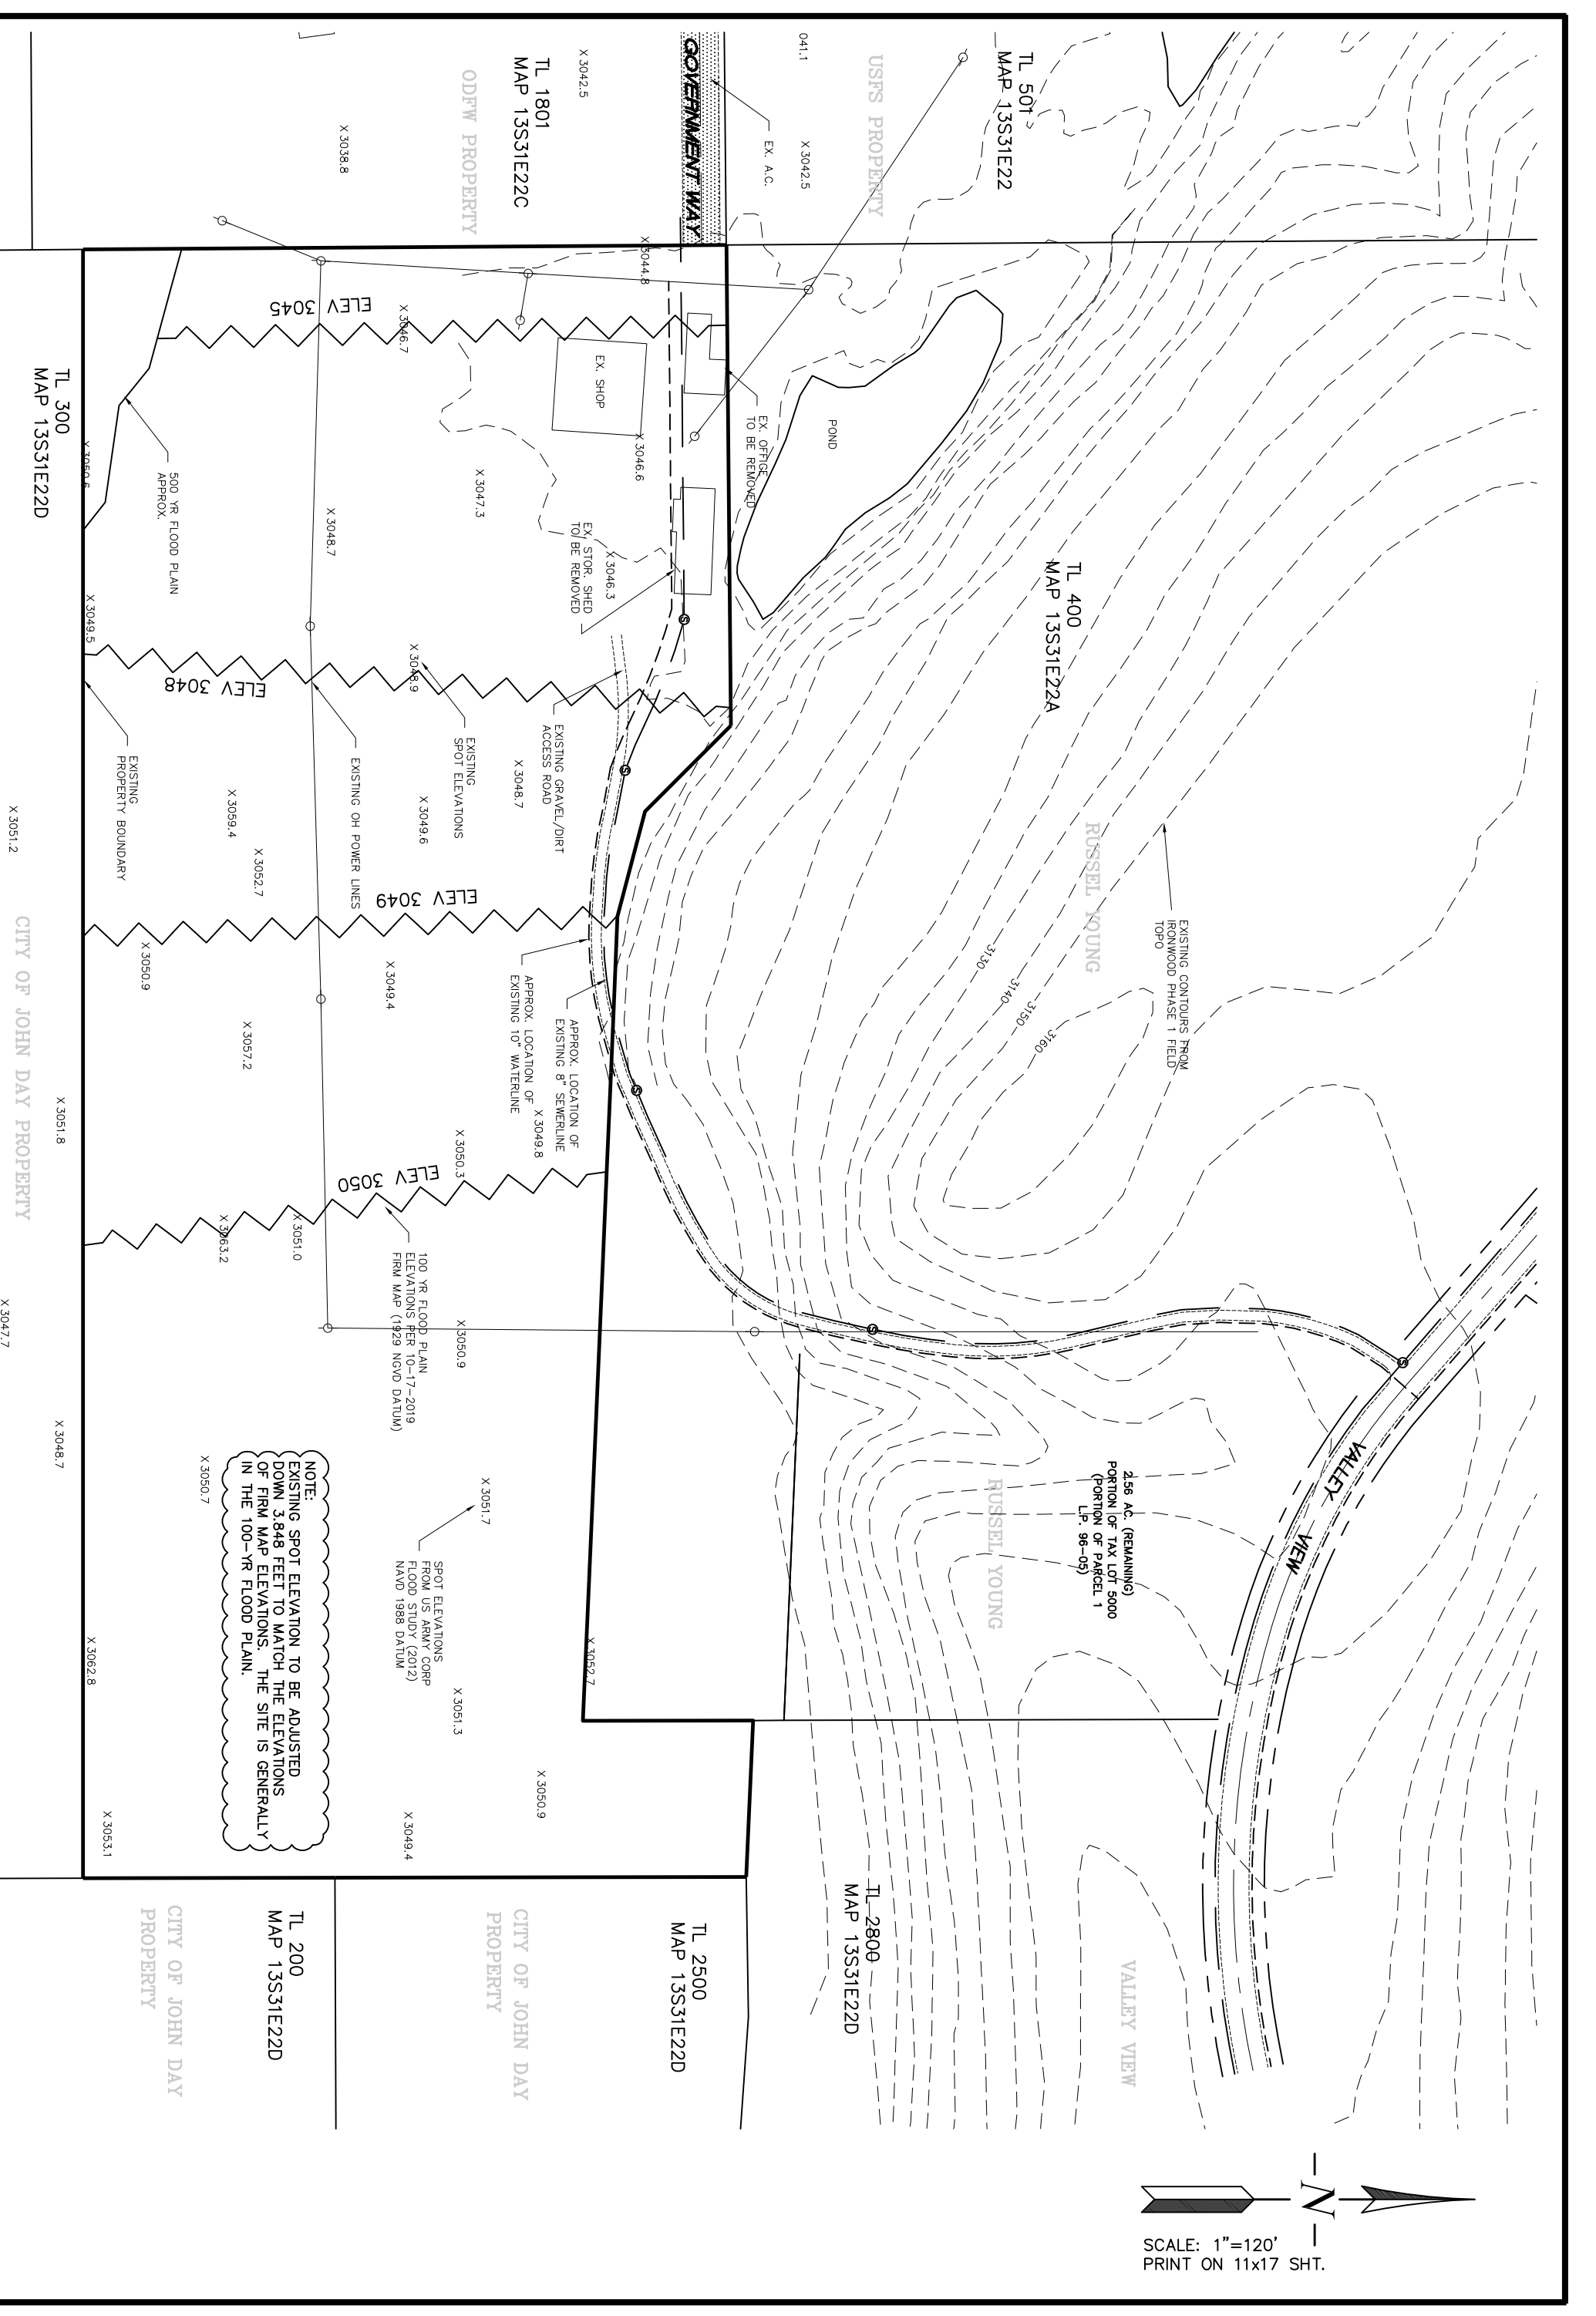 TL 501
MAP 13S31E22
USFS PROPERTY
041.1
X 3042.5
EX. A.C.
GOVERNMENT WAY
X 3042.5
TL 1801
MAP 13S31E22C
ODFW PROPERTY
X 3038.8
X 3044.8
ELEV 3045
X 3046.7
EX. SHOP
EX. OFFICE
TO BE REMOVED
POND
X 3046.6
X 3047.3
EX. STOR. SHED
TO BE REMOVED
X 3046.3
TL 300
MAP 13S31E22D
X 3050.6
500 YR FLOOD PLAIN
APPROX.
X 3048.7
X 3049.5
ELEV 3048
X 3048.9
TL 400
MAP 13S31E22A
RUSSEL YOUNG
EXISTING CONTOURS FROM
IRONWOOD PHASE 1 FIELD
TOPO
3130
3140
3150
3160
EXISTING GRAVEL/DIRT
ACCESS ROAD
EXISTING
SPOT ELEVATIONS
EXISTING OH POWER LINES
EXISTING
PROPERTY BOUNDARY
X 3048.7
X 3049.6
X 3059.4
X 3052.7
X 3051.2
ELEV 3049
X 3050.9
X 3049.4
APPROX. LOCATION OF
EXISTING 8" SEWERLINE
APPROX. LOCATION OF
EXISTING 10" WATERLINE
X 3057.2
X 3049.8
X 3050.3
ELEV 3050
X 3051.8
CITY OF JOHN DAY PROPERTY
X 3051.0
X 3063.2
X 3047.7
100 YR FLOOD PLAIN
ELEVATIONS PER 10-17-2019
FIRM MAP (1929 NGVD DATUM)
X 3050.9
X 3048.7
X 3050.7
X 3051.7
SPOT ELEVATIONS
FROM US ARMY CORP
FLOOD STUDY (2012)
NAVD 1988 DATUM
NOTE:
EXISTING SPOT ELEVATION TO BE ADJUSTED
DOWN 3.848 FEET TO MATCH THE ELEVATIONS
OF FIRM MAP ELEVATIONS. THE SITE IS GENERALLY
IN THE 100-YR FLOOD PLAIN.
2.56 AC. (REMAINING)
PORTION OF TAX LOT 5000
(PORTION OF PARCEL 1
L.P. 96-05)
RUSSEL YOUNG
VALLEY VIEW
X 3052.7
X 3051.3
X 3062.8
X 3050.9
X 3049.4
X 3053.1
TL 2800
MAP 13S31E22D
VALLEY VIEW
TL 2500
MAP 13S31E22D
CITY OF JOHN DAY
PROPERTY
TL 200
MAP 13S31E22D
CITY OF JOHN DAY
PROPERTY
S
S
S
S
S
N
SCALE: 1"=120'
PRINT ON 11x17 SHT.